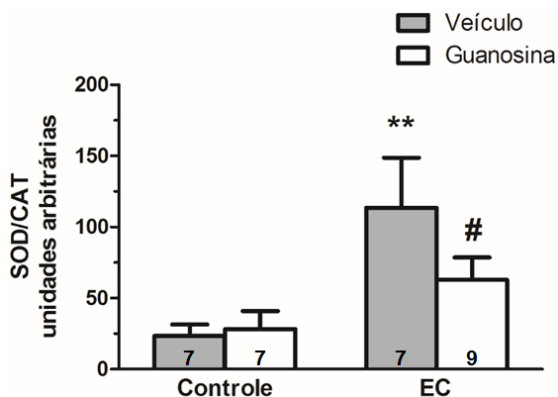 Veículo
Guanosina
SOD/CAT
unidades arbitrárias
200
150
100
50
0
**
#
7
7
7
9
Controle
EC